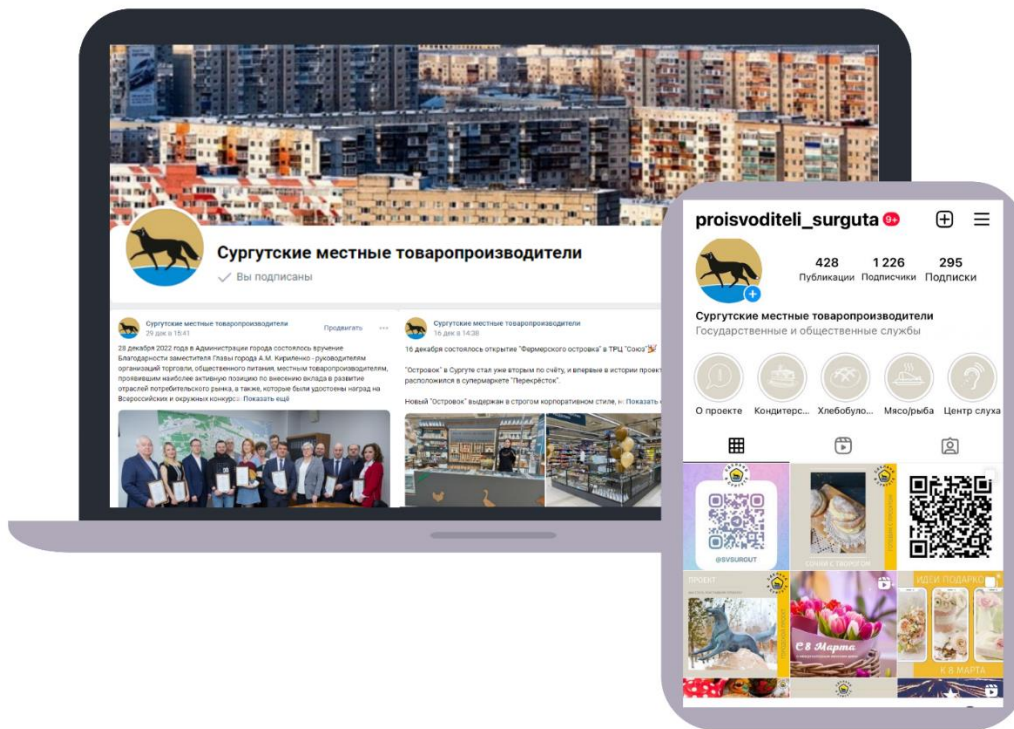 Сургутские местные товаропроизводители
Вы подписаны
Сургутские местные товаропроизводители
29 дек в 15:41
Продвигать
28 декабря 2022 года в Администрации города состоялось вручение
Благодарности заместителя Главы города А.М. Кириленко - руководителям
организаций торговли, общественного питания, местным товаропроизводителям,
проявившим наиболее активную позицию по внесению вклада в развитие
отраслей потребительского рынка, а также, которые были удостоены наград на
Всероссийских и окружных конкурса Показать ещё
Сургутские местные товаропроизводители
16 дек в 14:38
16 декабря состоялось открытие "Фермерского островка" в ТРЦ "Союз"
"Островок" в Сургуте стал уже вторым по счёту, и впервые в истории проект
расположился в супермаркете "Перекрёсток".
Новый "Островок" выдержан в строгом корпоративном стиле, н Показать
proisvoditeli_surguta 9+
428 1 226 295
Публикации Подписчики Подписки
Сургутские местные товаропроизводители
Государственные и общественные службы
О проекте Кондитерс... Хлебобуло... Мясо/рыба Центр слуха
@SVSUROUT
СОЧНИ С ТВОРОГОМ
ПРОЕКТ
С 8 Марта
ИДЕИ ПОДАРКО
К 8 МАРТА